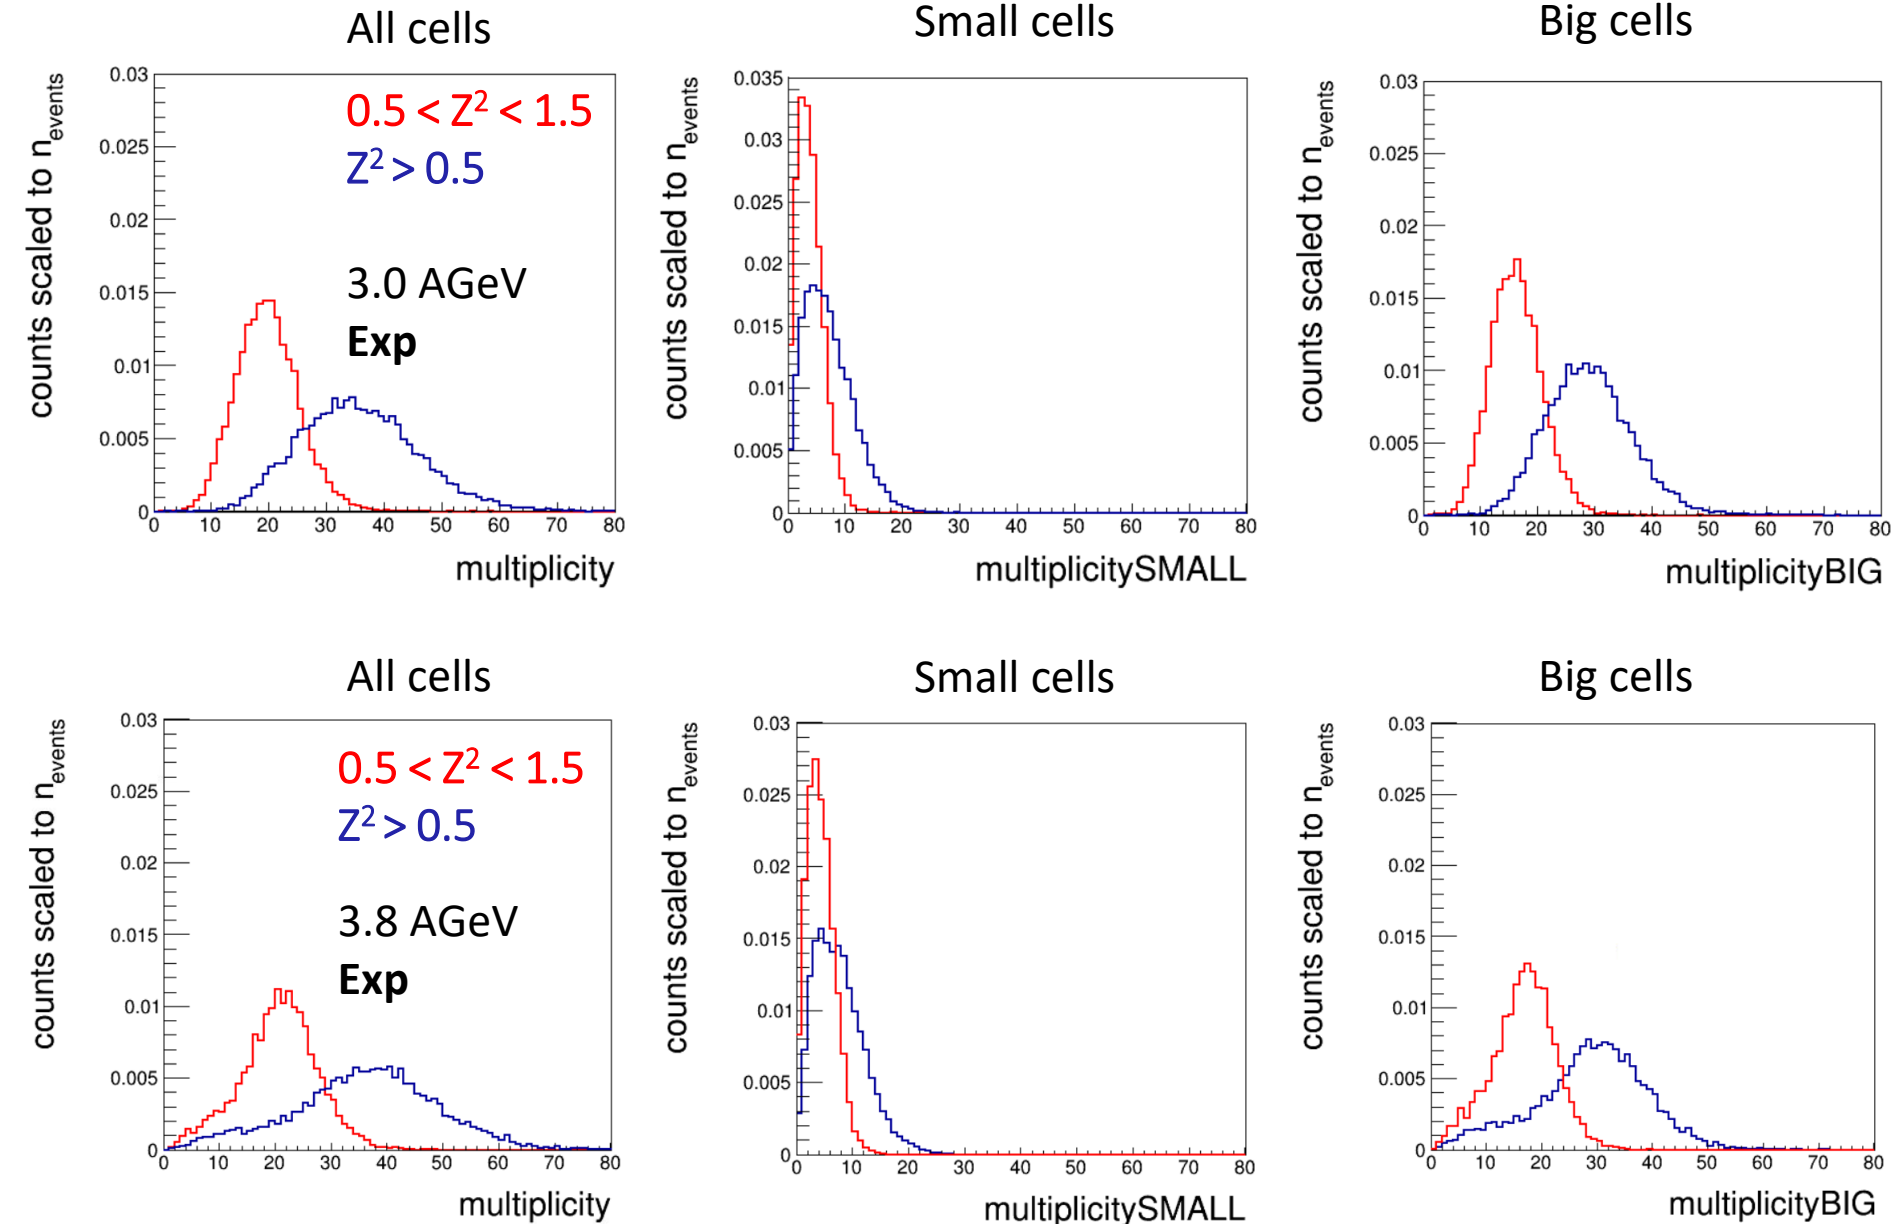 All cells
Small cells
Big cells
counts scaled to n_events
0.03
0.025
0.02
0.015
0.01
0.005
0
0 10 20 30 40 50 60 70 80
multiplicity
0.5 < Z² < 1.5
Z² > 0.5
3.0 AGeV
Exp
counts scaled to n_events
0.035
0.03
0.025
0.02
0.015
0.01
0.005
0
0 10 20 30 40 50 60 70 80
multiplicitySMALL
counts scaled to n_events
0.03
0.025
0.02
0.015
0.01
0.005
0
0 10 20 30 40 50 60 70 80
multiplicityBIG
All cells
Small cells
Big cells
counts scaled to n_events
0.03
0.025
0.02
0.015
0.01
0.005
0
0 10 20 30 40 50 60 70 80
multiplicity
0.5 < Z² < 1.5
Z² > 0.5
3.8 AGeV
Exp
counts scaled to n_events
0.03
0.025
0.02
0.015
0.01
0.005
0
0 10 20 30 40 50 60 70 80
multiplicitySMALL
counts scaled to n_events
0.03
0.025
0.02
0.015
0.01
0.005
0
0 10 20 30 40 50 60 70 80
multiplicityBIG